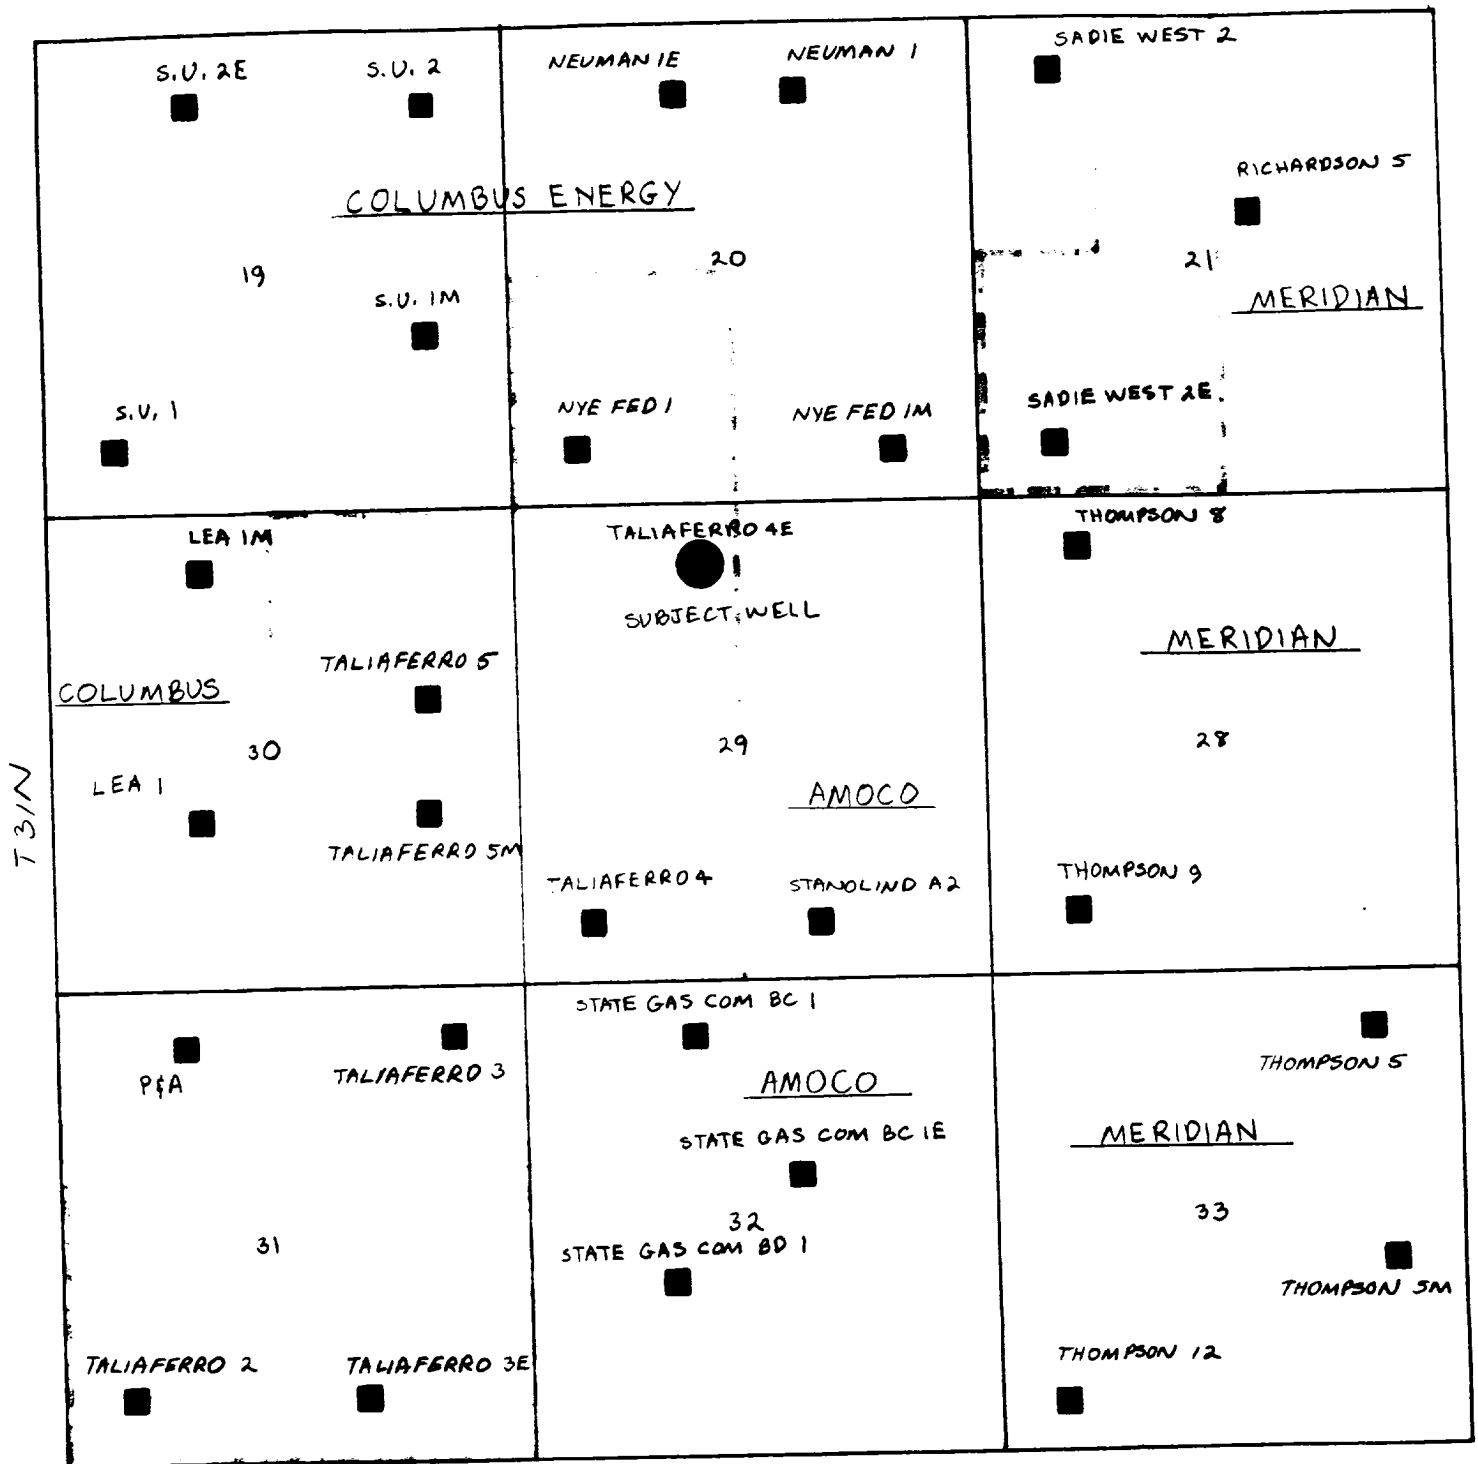 S.U. 2E
S.U. 2
NEUMAN 1E
NEUMAN 1
SADIE WEST 2
RICHARDSON 5
COLUMBUS ENERGY
19
20
21
S.U. 1M
MERIDIAN
S.U. 1
NYE FED 1
NYE FED 1M
SADIE WEST 2E
LEA 1M
TALIAFERRO 4E
THOMPSON 8
SUBJECT WELL
MERIDIAN
TALIAFERRO 5
COLUMBUS
30
29
28
LEA 1
AMOCO
T31N
TALIAFERRO 5M
TALIAFERRO 4
STANOLIND A2
THOMPSON 9
STATE GAS COM BC 1
P&A
TALIAFERRO 3
AMOCO
THOMPSON 5
STATE GAS COM BC 1E
MERIDIAN
31
32
33
STATE GAS COM BD 1
THOMPSON 5M
TALIAFERRO 2
TALIAFERRO 3E
THOMPSON 12